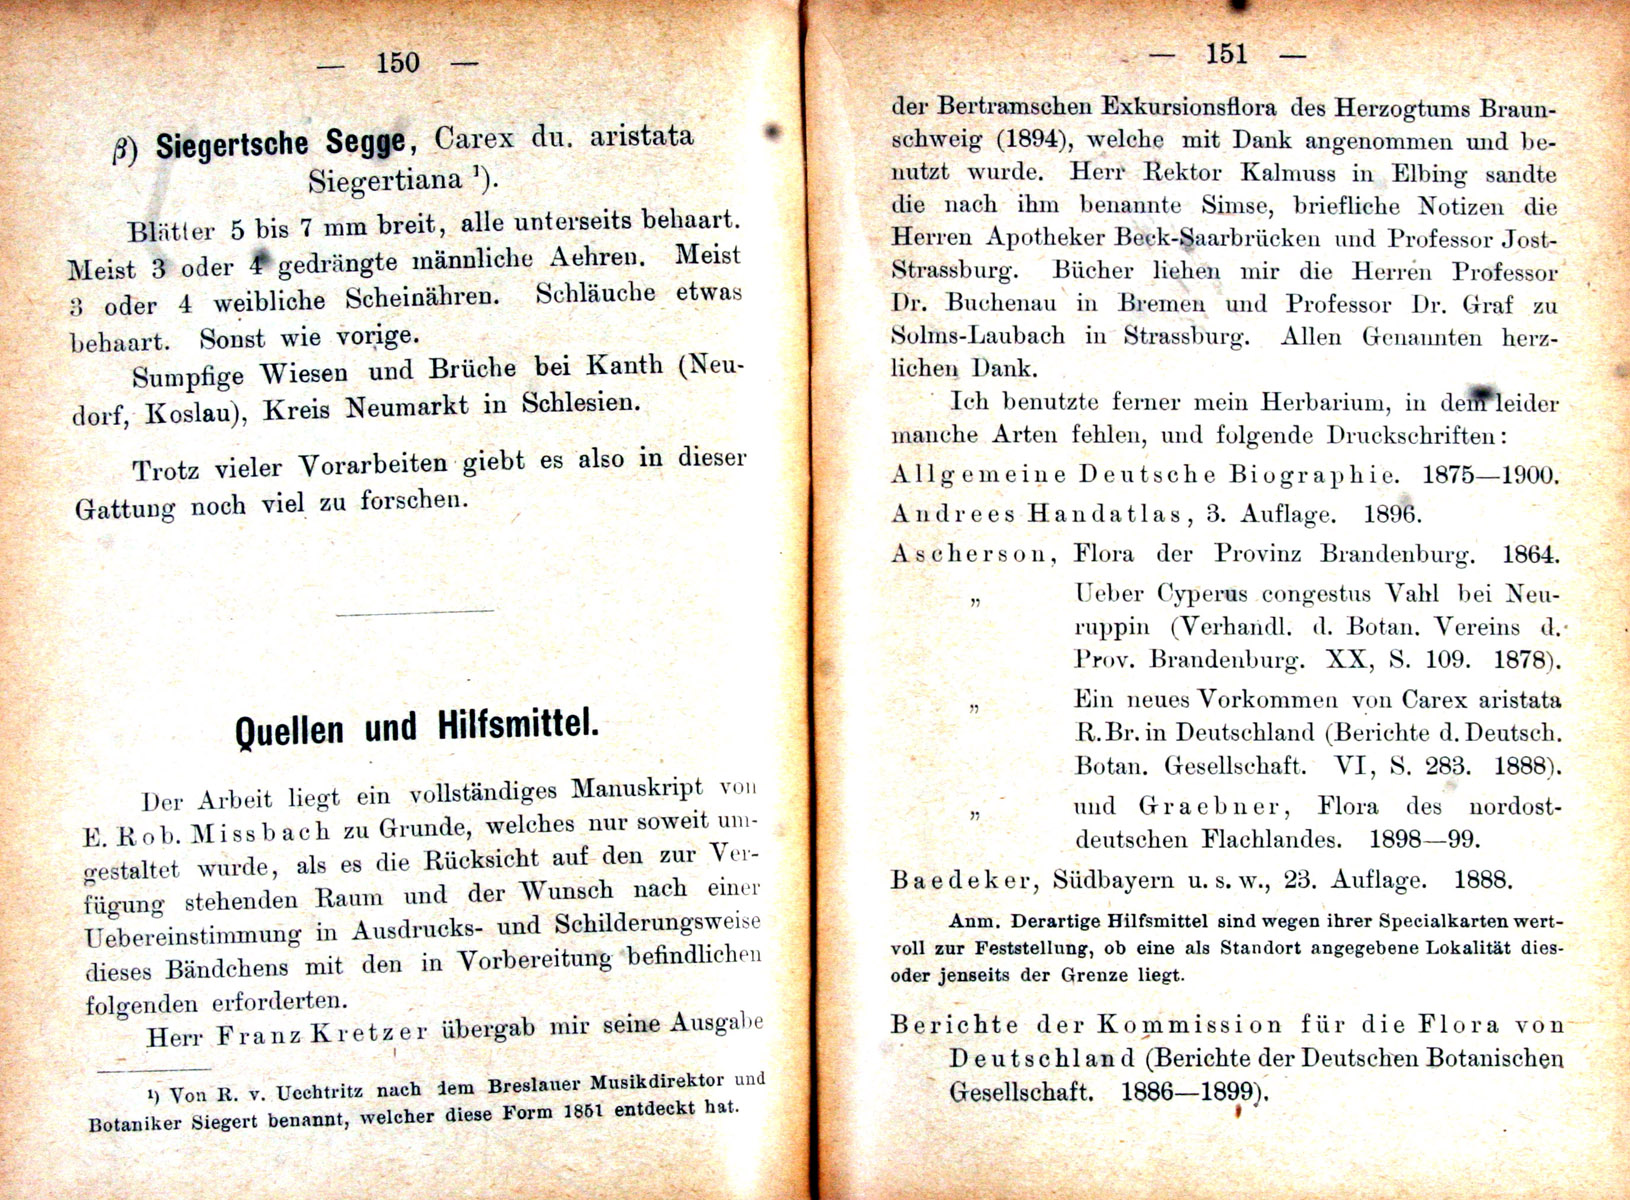 — 150 —
β) Siegertsche Segge, Carex du. aristata
Siegertiana ¹).
Blätter 5 bis 7 mm breit, alle unterseits behaart.
Meist 3 oder 4 gedrängte männliche Aehren. Meist
3 oder 4 weibliche Scheinähren. Schläuche etwas
behaart. Sonst wie vorige.
Sumpfige Wiesen und Brüche bei Kanth (Neu-
dorf, Koslau), Kreis Neumarkt in Schlesien.
Trotz vieler Vorarbeiten giebt es also in dieser
Gattung noch viel zu forschen.
Quellen und Hilfsmittel.
Der Arbeit liegt ein vollständiges Manuskript von
E. Rob. Missbach zu Grunde, welches nur soweit um-
gestaltet wurde, als es die Rücksicht auf den zur Ver-
fügung stehenden Raum und der Wunsch nach einer
Uebereinstimmung in Ausdrucks- und Schilderungsweise
dieses Bändchens mit den in Vorbereitung befindlichen
folgenden erforderten.
Herr Franz Kretzer übergab mir seine Ausgabe
¹) Von R. v. Uechtritz nach dem Breslauer Musikdirektor und
Botaniker Siegert benannt, welcher diese Form 1851 entdeckt hat.
— 151 —
der Bertramschen Exkursionsflora des Herzogtums Braun-
schweig (1894), welche mit Dank angenommen und be-
nutzt wurde. Herr Rektor Kalmuss in Elbing sandte
die nach ihm benannte Simse, briefliche Notizen die
Herren Apotheker Beck-Saarbrücken und Professor Jost-
Strassburg. Bücher liehen mir die Herren Professor
Dr. Buchenau in Bremen und Professor Dr. Graf zu
Solms-Laubach in Strassburg. Allen Genannten herz-
lichen Dank.
Ich benutzte ferner mein Herbarium, in dem leider
manche Arten fehlen, und folgende Druckschriften:
Allgemeine Deutsche Biographie. 1875—1900.
Andrees Handatlas, 3. Auflage. 1896.
Ascherson, Flora der Provinz Brandenburg. 1864.
„ Ueber Cyperus congestus Vahl bei Neu-
ruppin (Verhandl. d. Botan. Vereins d.
Prov. Brandenburg. XX, S. 109. 1878).
„ Ein neues Vorkommen von Carex aristata
R. Br. in Deutschland (Berichte d. Deutsch.
Botan. Gesellschaft. VI, S. 283. 1888).
„ und Graebner, Flora des nordost-
deutschen Flachlandes. 1898—99.
Baedeker, Südbayern u. s. w., 23. Auflage. 1888.
Anm. Derartige Hilfsmittel sind wegen ihrer Specialkarten wert-
voll zur Feststellung, ob eine als Standort angegebene Lokalität dies-
oder jenseits der Grenze liegt.
Berichte der Kommission für die Flora von
Deutschland (Berichte der Deutschen Botanischen
Gesellschaft. 1886—1899).